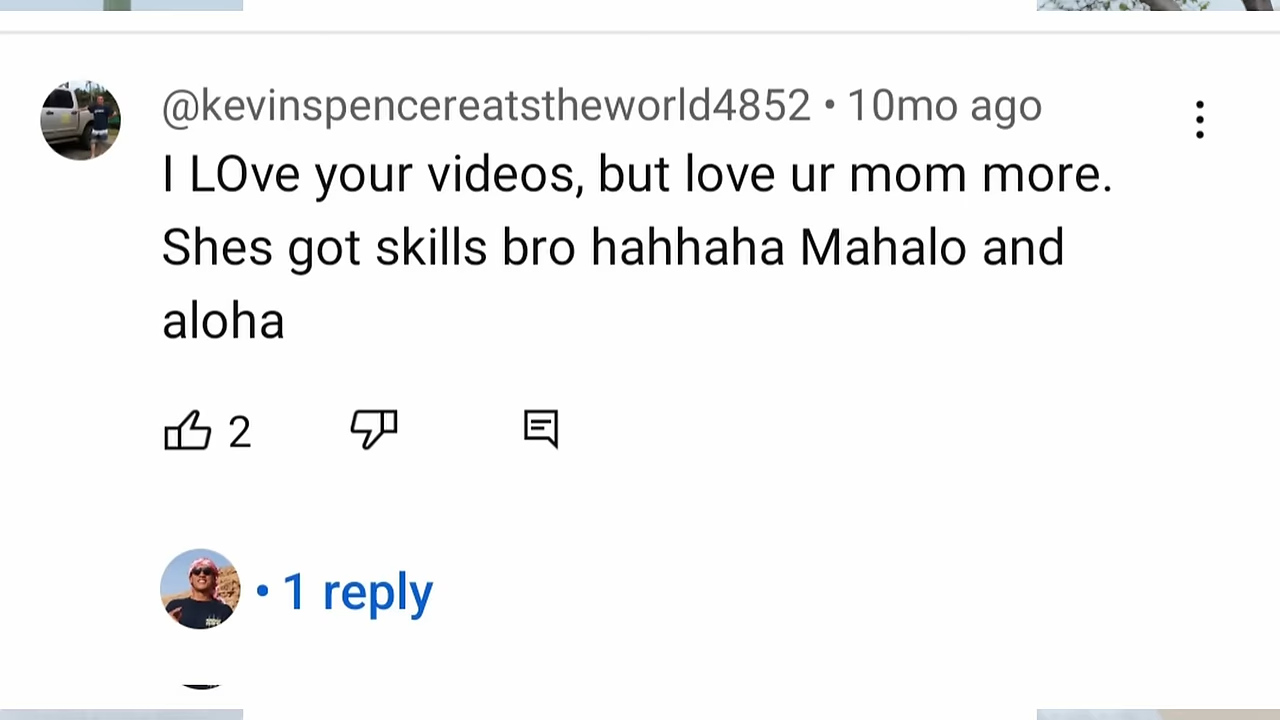 @kevinspencereatstheworld4852 • 10mo ago
I LOve your videos, but love ur mom more.
Shes got skills bro hahhaha Mahalo and
aloha
2
• 1 reply